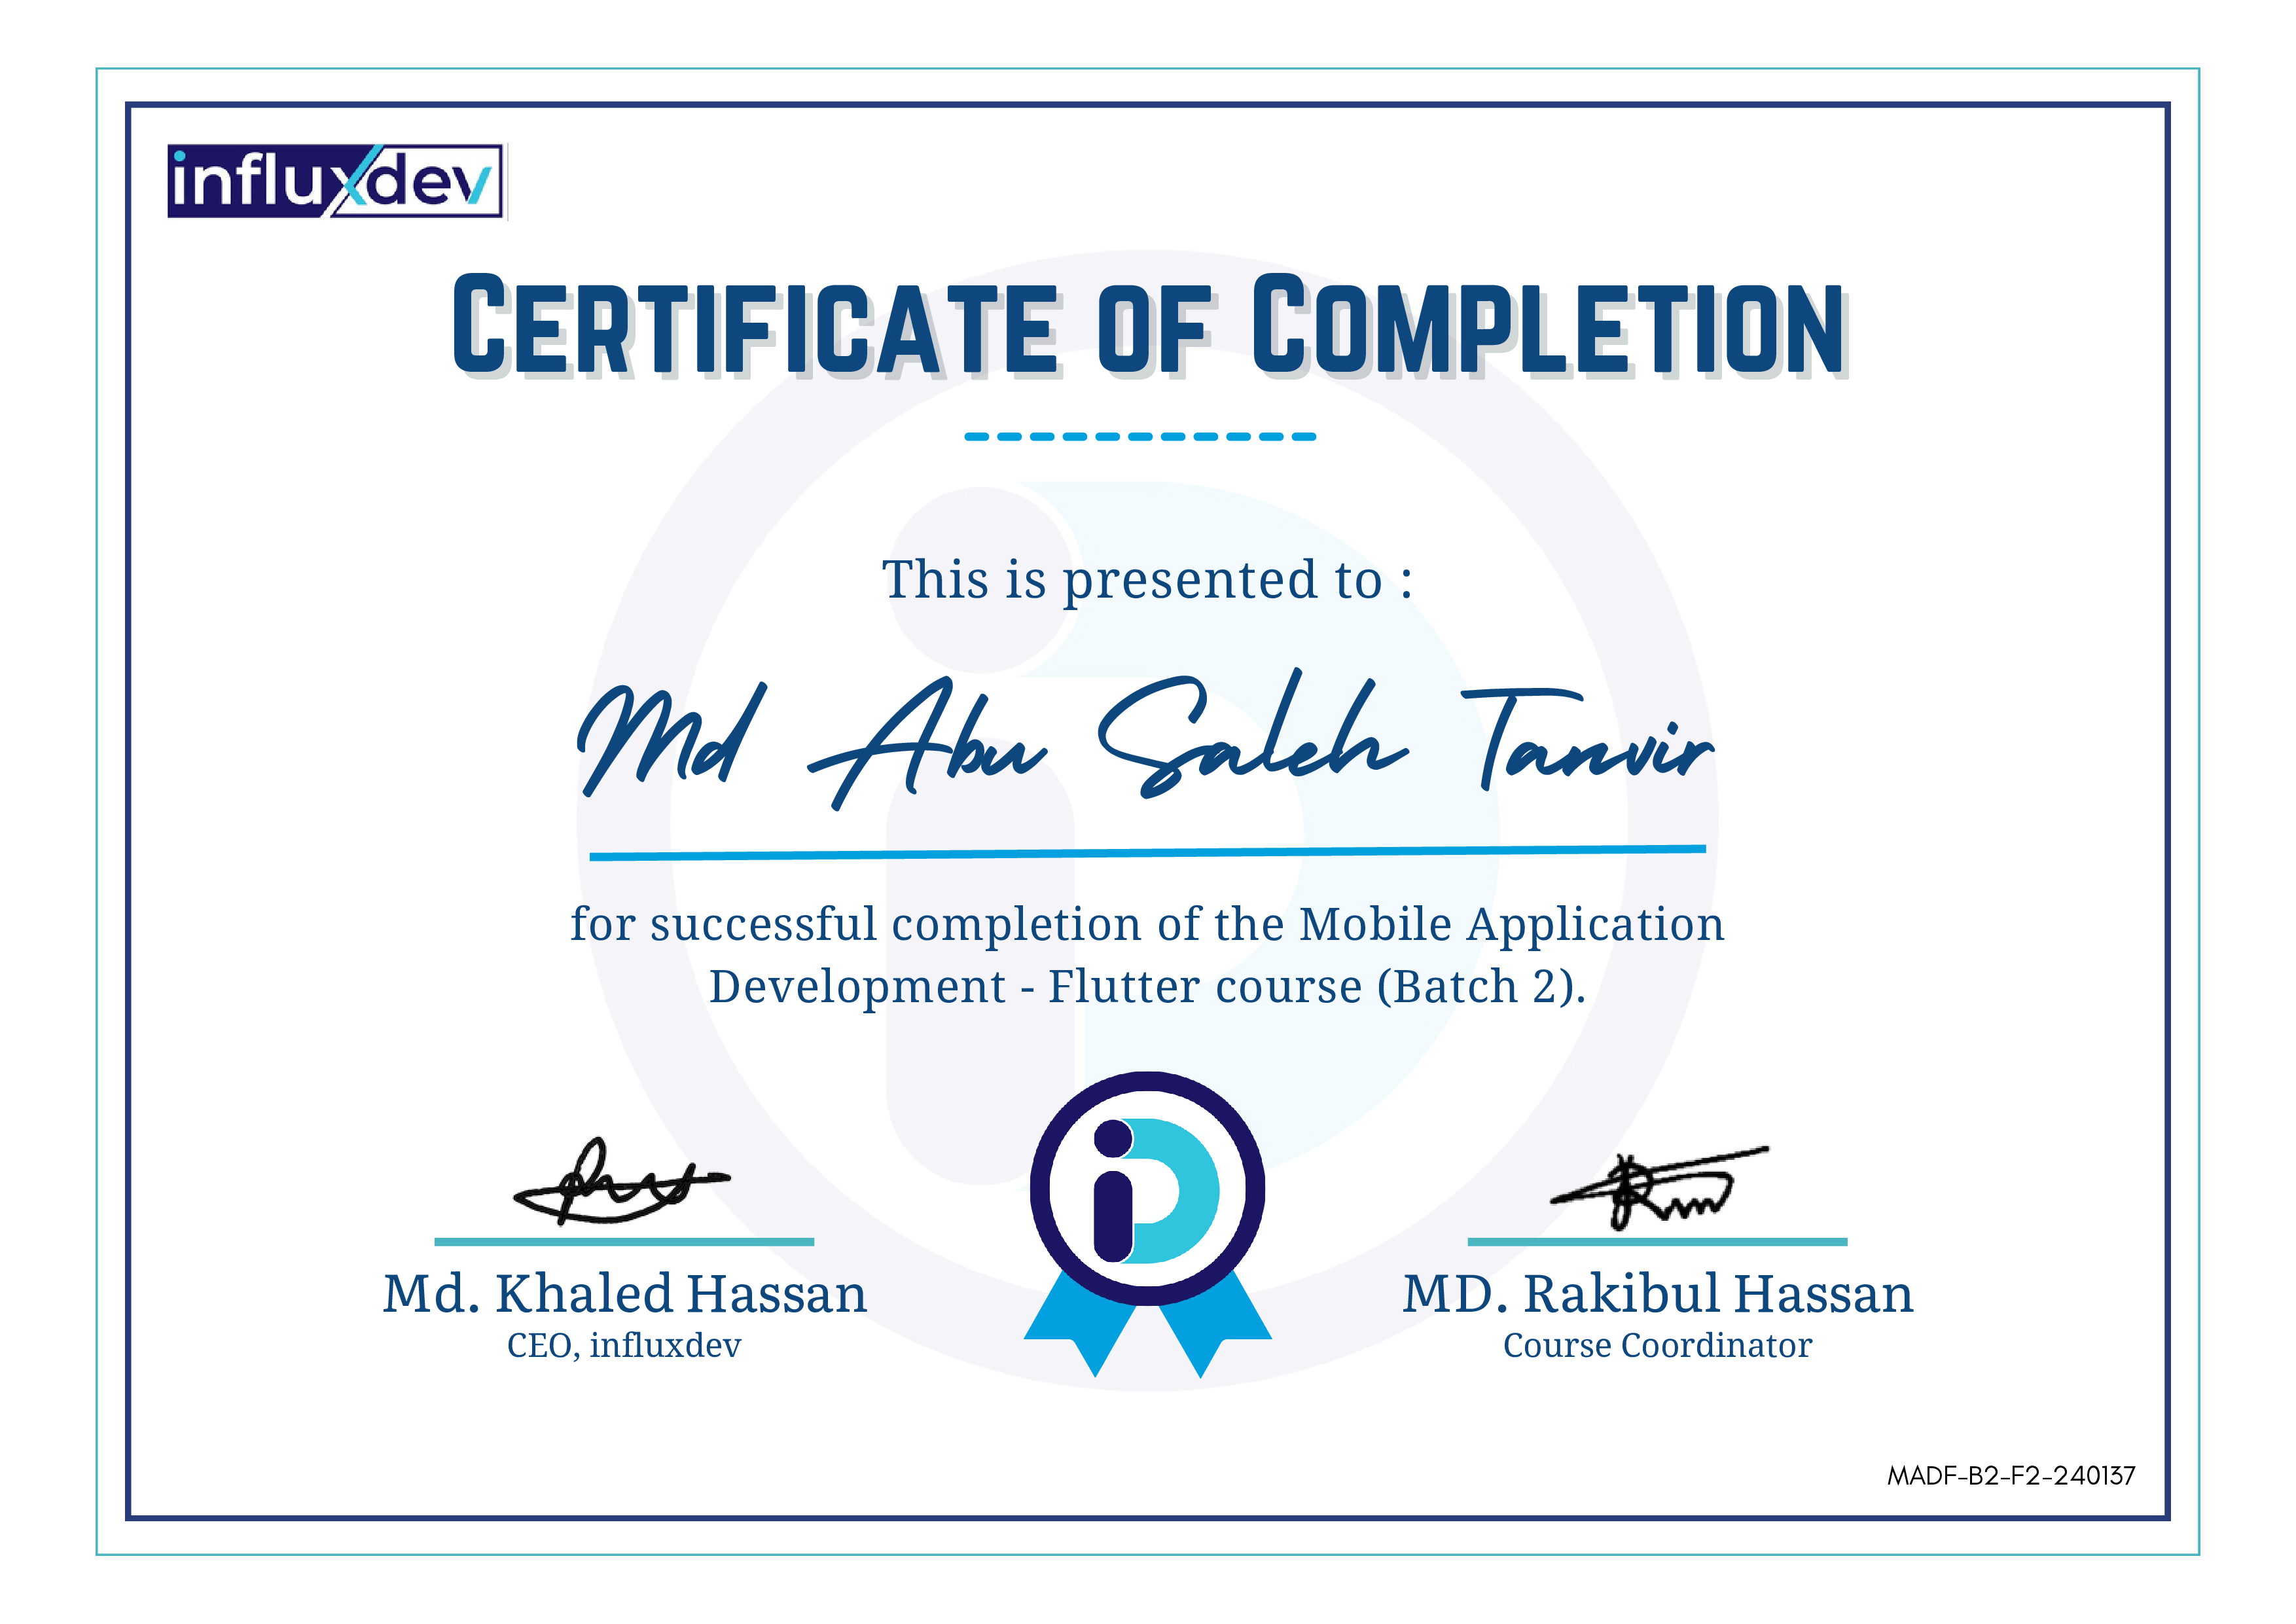 influxdev
CERTIFICATE OF COMPLETION
This is presented to :
Md Abu Saleh Tanvir
for successful completion of the Mobile Application
Development - Flutter course (Batch 2).
Md. Khaled Hassan
CEO, influxdev
MD. Rakibul Hassan
Course Coordinator
MADF-B2-F2-240137